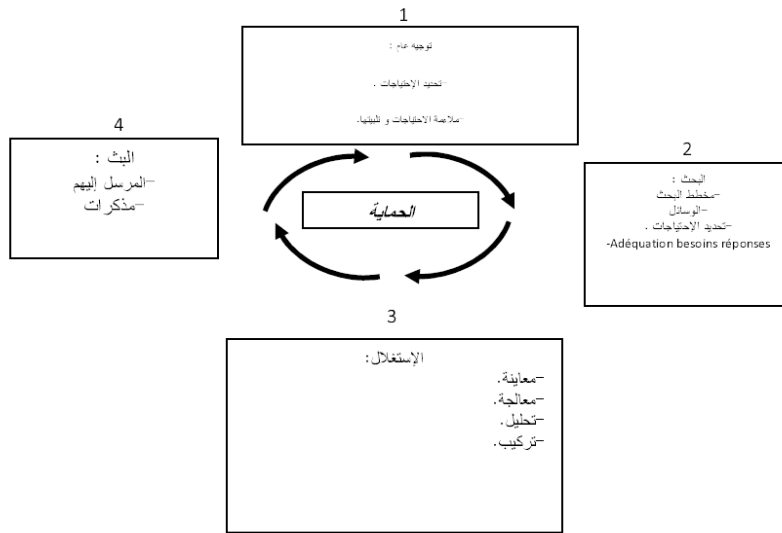 1
توجيه عام :
-تحديد الإحتياجات .
-ملاءمة الاحتياجات و تلبيتها.
2
البحث :
-مخطط البحث
-الوسائل
-تحديد الاحتياجات .
-Adéquation besoins réponses
3
الإستغلال:
-معاينة.
-معالجة.
-تحليل.
-تركيب.
4
البث :
-المرسل إليهم
-مذكرات
الحماية